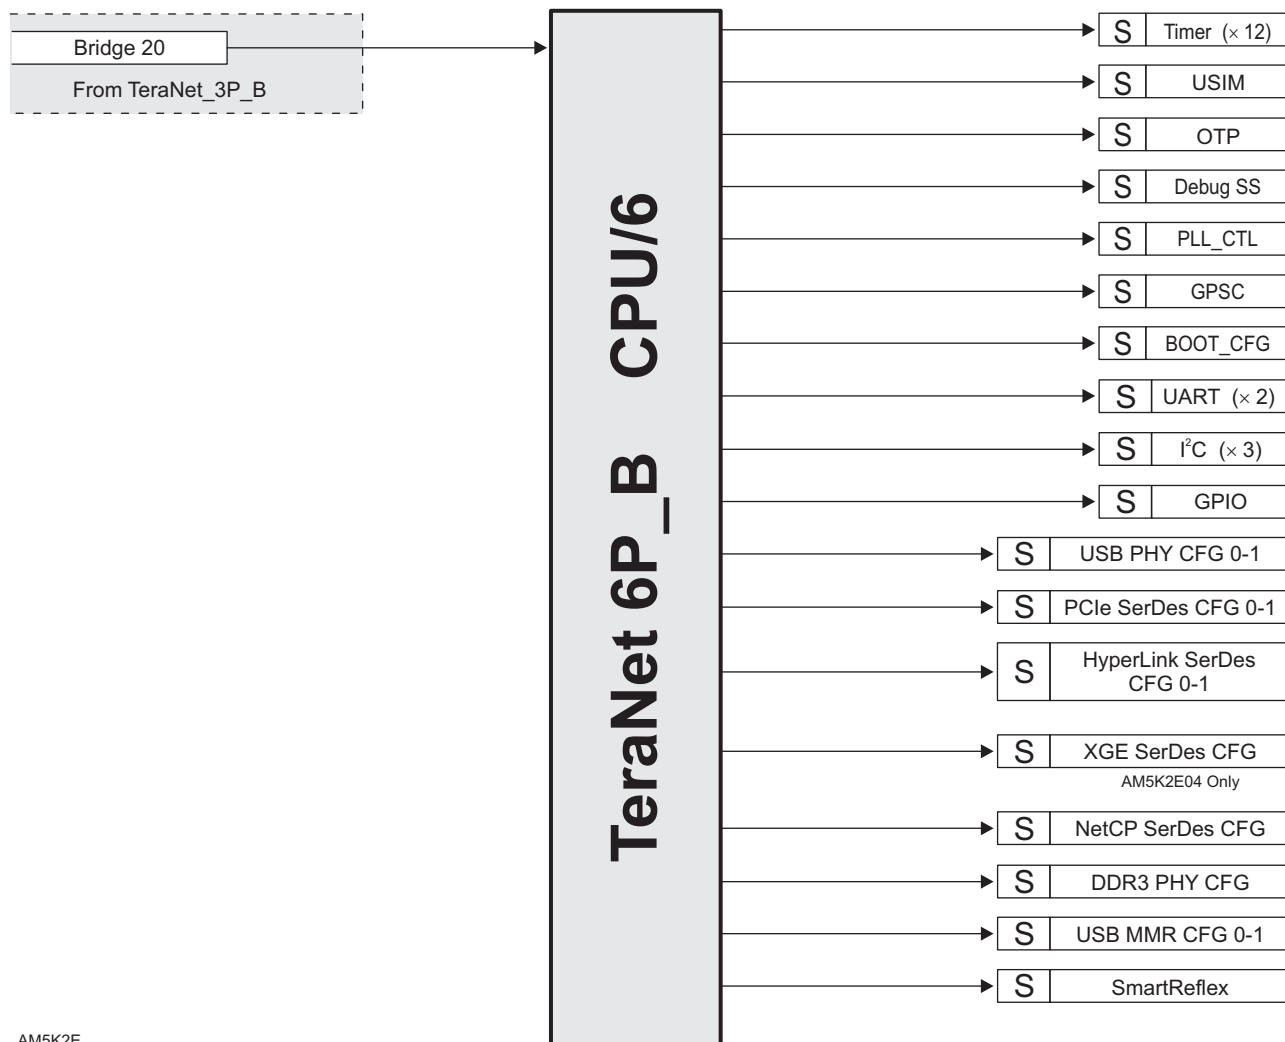 Bridge 20
From TeraNet_3P_B
TeraNet 6P_B CPU/6
S Timer (× 12)
S USIM
S OTP
S Debug SS
S PLL_CTL
S GPSC
S BOOT_CFG
S UART (× 2)
S I²C (× 3)
S GPIO
S USB PHY CFG 0-1
S PCIe SerDes CFG 0-1
S HyperLink SerDes
CFG 0-1
S XGE SerDes CFG
AM5K2E04 Only
S NetCP SerDes CFG
S DDR3 PHY CFG
S USB MMR CFG 0-1
S SmartReflex
AM5K2E